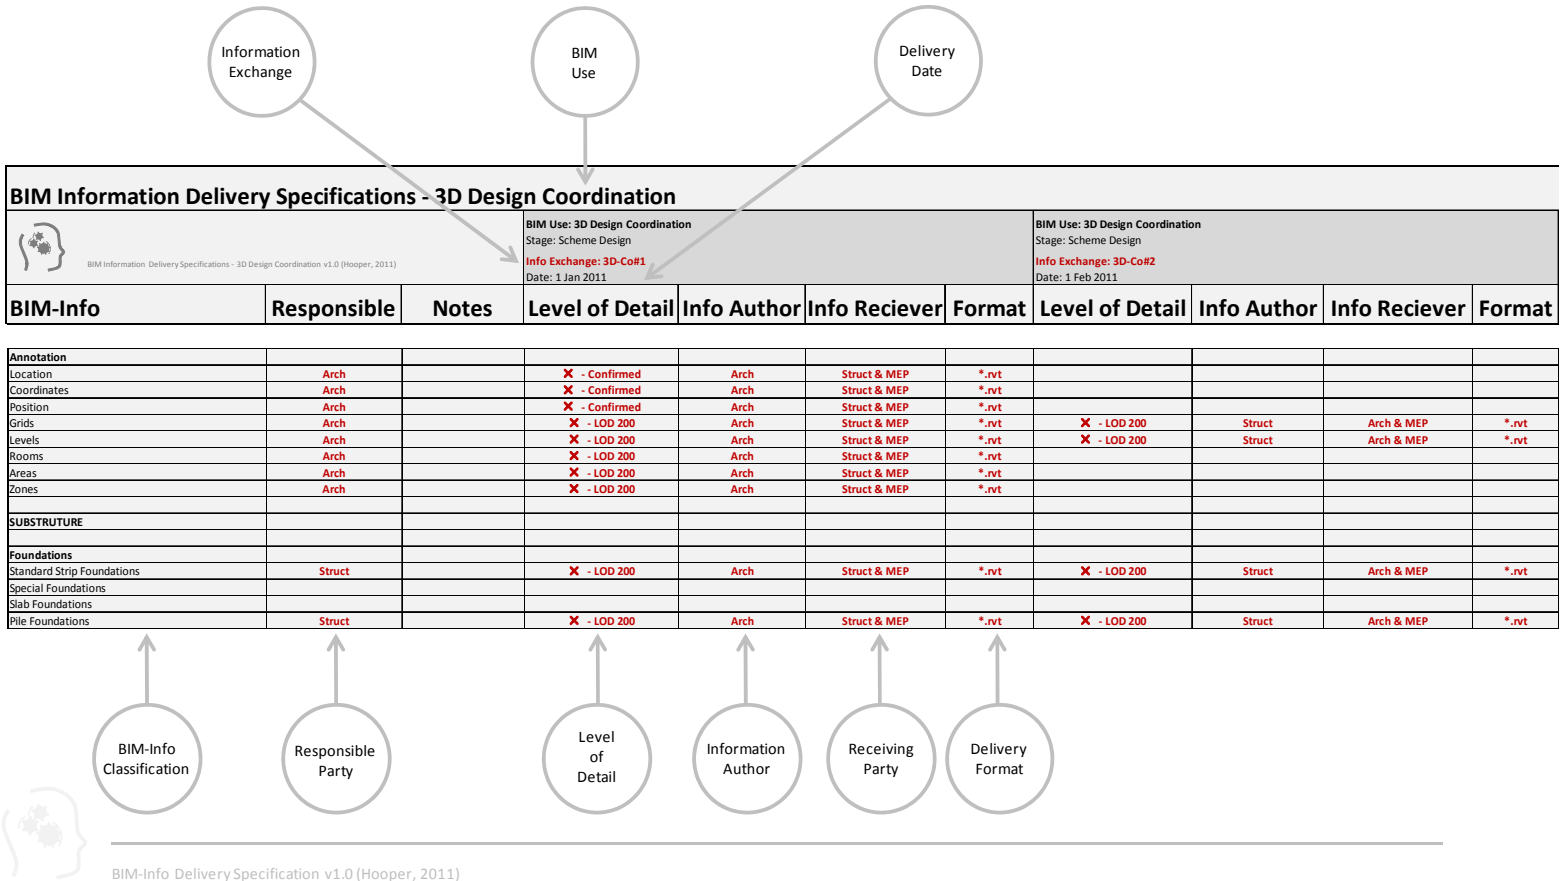 Information
Exchange
BIM
Use
Delivery
Date
BIM Information Delivery Specifications - 3D Design Coordination
BIM Information Delivery Specifications - 3D Design Coordination v1.0 (Hooper, 2011)
BIM Use: 3D Design Coordination
Stage: Scheme Design
Info Exchange: 3D-Co#1
Date: 1 Jan 2011
BIM Use: 3D Design Coordination
Stage: Scheme Design
Info Exchange: 3D-Co#2
Date: 1 Feb 2011
BIM-Info Responsible Notes Level of Detail Info Author Info Reciever Format Level of Detail Info Author Info Reciever Format
Annotation
Location Arch ✕ - Confirmed Arch Struct & MEP *.rvt
Coordinates Arch ✕ - Confirmed Arch Struct & MEP *.rvt
Position Arch ✕ - Confirmed Arch Struct & MEP *.rvt
Grids Arch ✕ - LOD 200 Arch Struct & MEP *.rvt ✕ - LOD 200 Struct Arch & MEP *.rvt
Levels Arch ✕ - LOD 200 Arch Struct & MEP *.rvt ✕ - LOD 200 Struct Arch & MEP *.rvt
Rooms Arch ✕ - LOD 200 Arch Struct & MEP *.rvt
Areas Arch ✕ - LOD 200 Arch Struct & MEP *.rvt
Zones Arch ✕ - LOD 200 Arch Struct & MEP *.rvt
SUBSTRUTURE
Foundations
Standard Strip Foundations Struct ✕ - LOD 200 Arch Struct & MEP *.rvt ✕ - LOD 200 Struct Arch & MEP *.rvt
Special Foundations
Slab Foundations
Pile Foundations Struct ✕ - LOD 200 Arch Struct & MEP *.rvt ✕ - LOD 200 Struct Arch & MEP *.rvt
BIM-Info
Classification
Responsible
Party
Level
of
Detail
Information
Author
Receiving
Party
Delivery
Format
BIM-Info Delivery Specification v1.0 (Hooper, 2011)